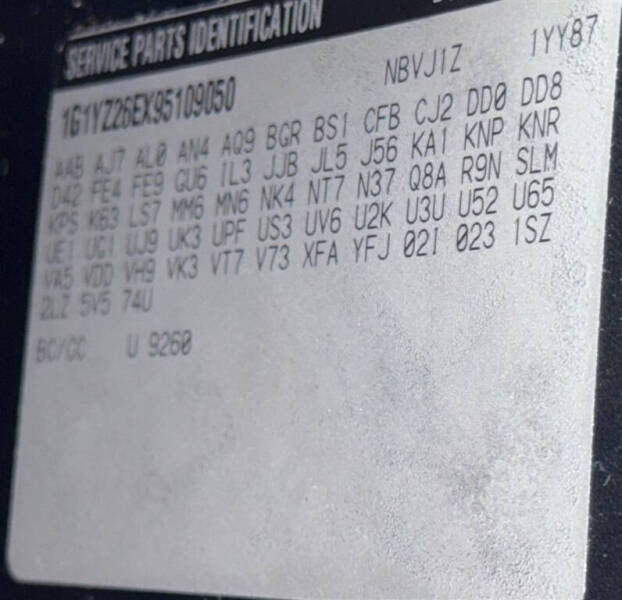 SERVICE PARTS IDENTIFICATION
1G1YZ26EX95109050 NBVJ1Z 1YY87
AAB AJ7 AL0 AN4 AQ9 BGR BS1 CFB CJ2 DD0 DD8
D42 FE4 FE9 GU6 IL3 JJB JL5 J56 KA1 KNP KNR
KPS K63 LS7 MM6 MN6 NK4 NT7 N37 Q8A R9N SLM
UE1 UG1 UJ9 UK3 UPF US3 UV6 U2K U3U U52 U65
VA5 VDD VH9 VK3 VT7 V73 XFA YFJ 02I 023 1SZ
2LZ 5V5 74U
BC/CC U 9260